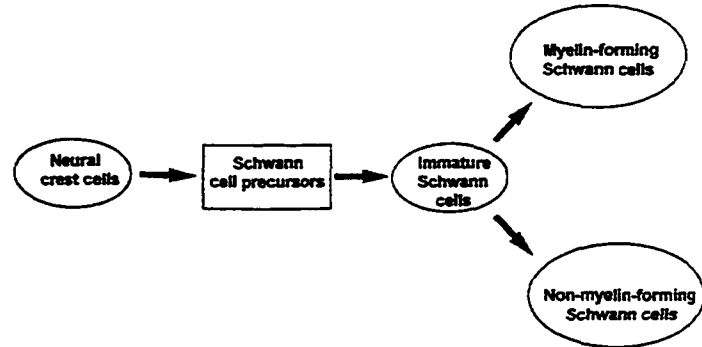 Myelin-forming
Schwann cells
Neural
crest cells
Schwann
cell precursors
Immature
Schwann
cells
Non-myelin-forming
Schwann cells